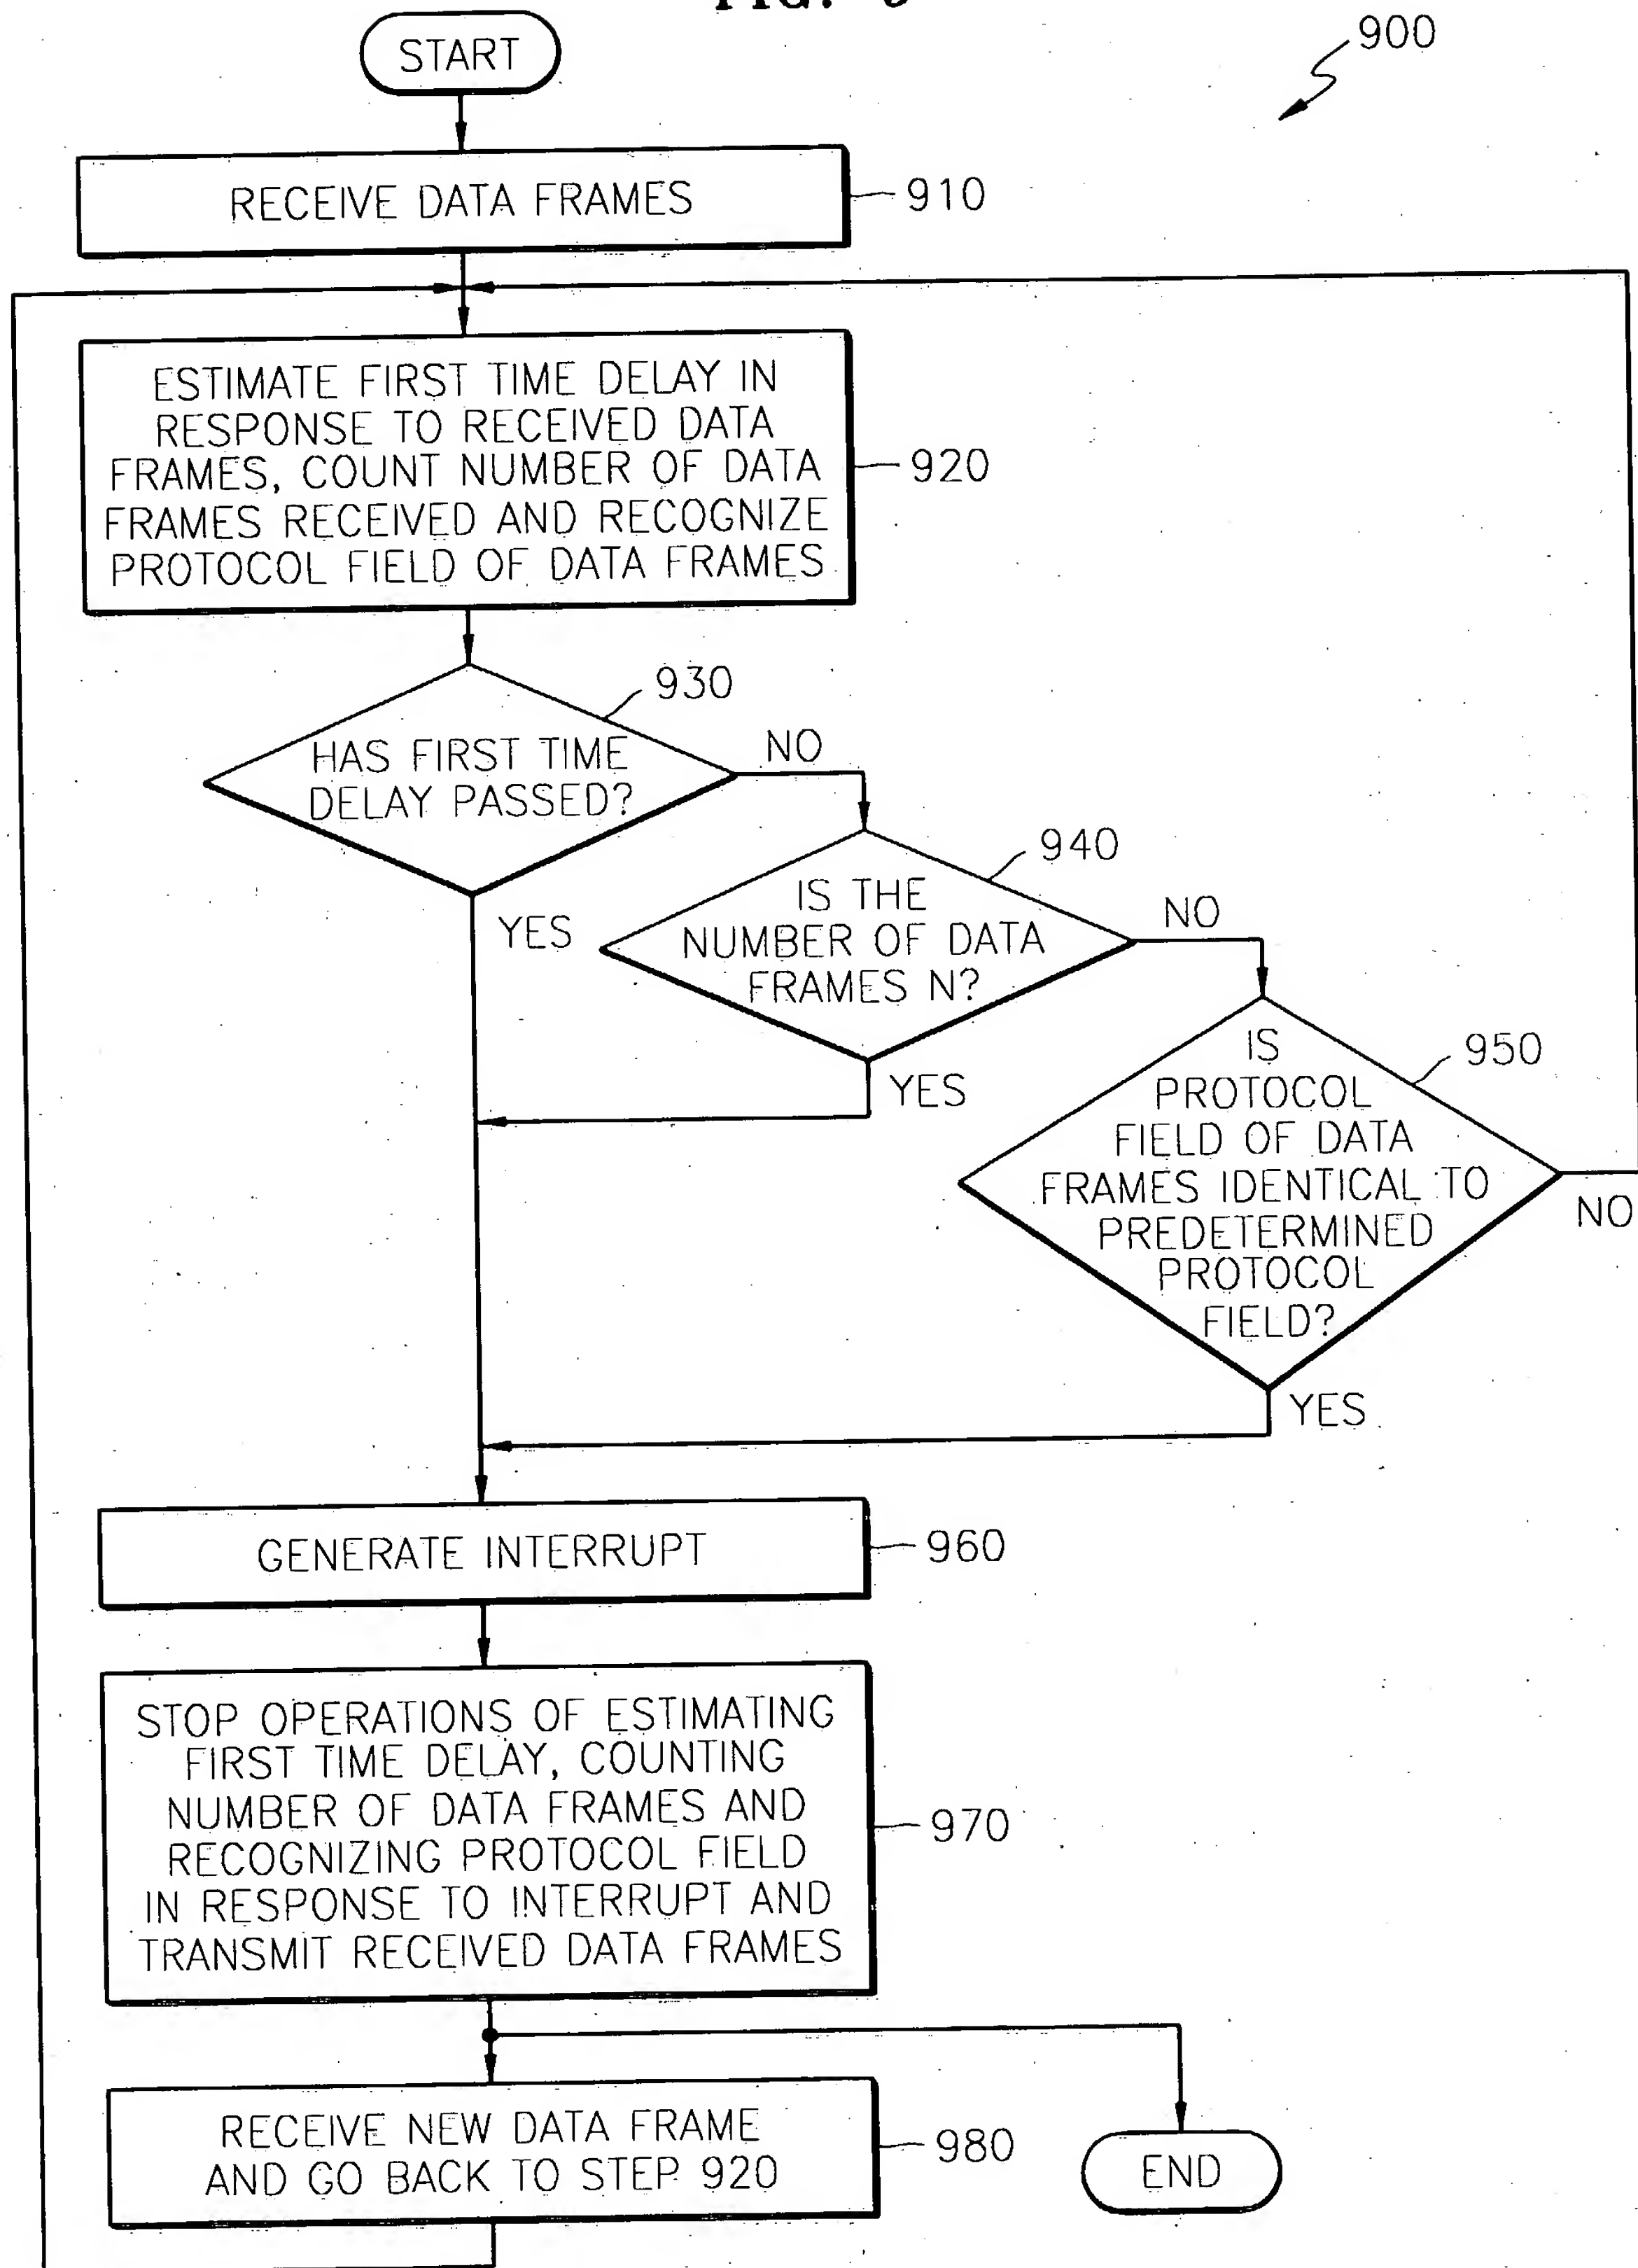 FIG. 9
900
START
RECEIVE DATA FRAMES
910
ESTIMATE FIRST TIME DELAY IN
RESPONSE TO RECEIVED DATA
FRAMES, COUNT NUMBER OF DATA
FRAMES RECEIVED AND RECOGNIZE
PROTOCOL FIELD OF DATA FRAMES
920
930
HAS FIRST TIME
DELAY PASSED?
NO
YES
940
IS THE
NUMBER OF DATA
FRAMES N?
NO
YES
950
IS
PROTOCOL
FIELD OF DATA
FRAMES IDENTICAL TO
PREDETERMINED
PROTOCOL
FIELD?
NO
YES
GENERATE INTERRUPT
960
STOP OPERATIONS OF ESTIMATING
FIRST TIME DELAY, COUNTING
NUMBER OF DATA FRAMES AND
RECOGNIZING PROTOCOL FIELD
IN RESPONSE TO INTERRUPT AND
TRANSMIT RECEIVED DATA FRAMES
970
RECEIVE NEW DATA FRAME
AND GO BACK TO STEP 920
980
END